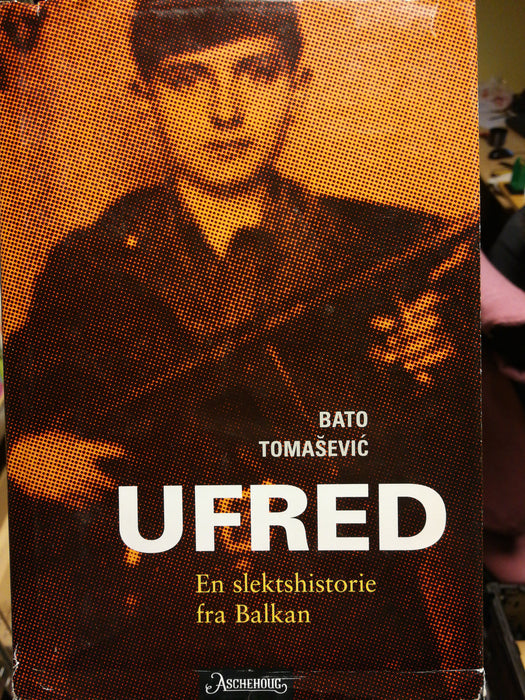 BATO
TOMAŠEVIĆ
UFRED
En slektshistorie
fra Balkan
ASCHEHOUG